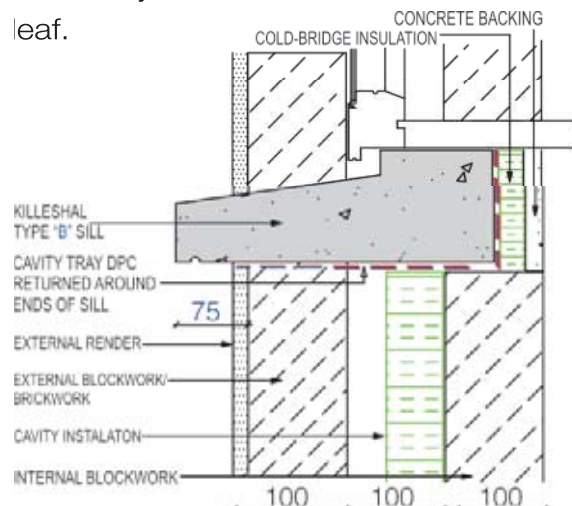 leaf.
CONCRETE BACKING
COLD-BRIDGE INSULATION
KILLESHAL
TYPE "B" SILL
CAVITY TRAY DPC
RETURNED AROUND
ENDS OF SILL
75
EXTERNAL RENDER
EXTERNAL BLOCKWORK/
BRICKWORK
CAVITY INSTALATON
INTERNAL BLOCKWORK
100 100 100